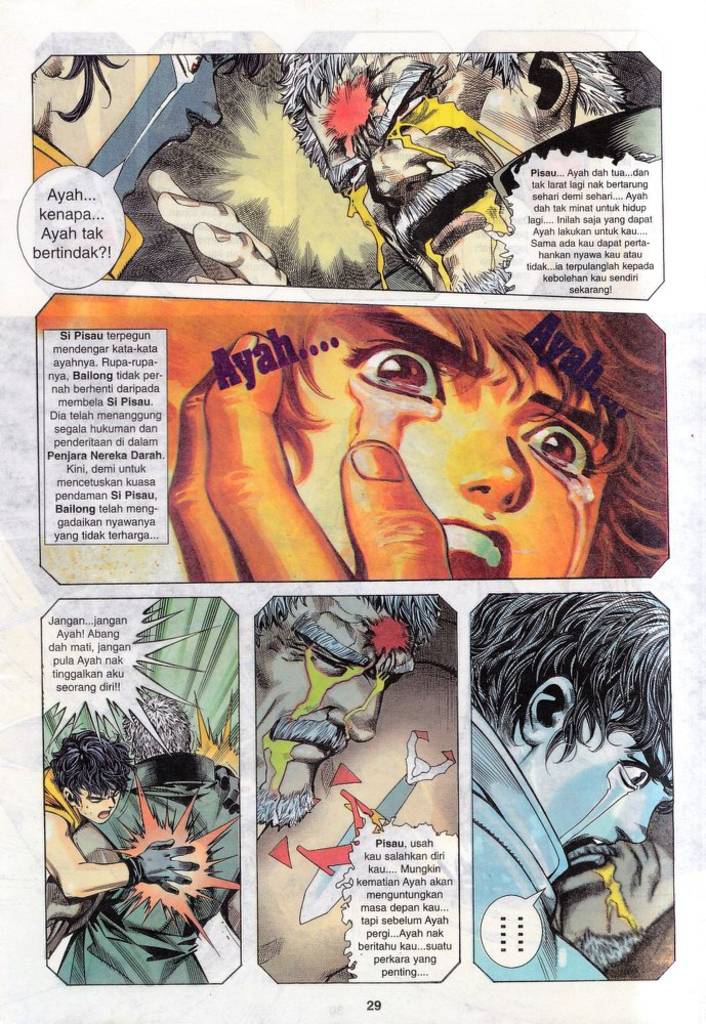 Ayah...
kenapa...
Ayah tak
bertindak?!
Pisau... Ayah dah tua...dan
tak larat lagi nak bertarung
sehari demi sehari.... Ayah
dah tak minat untuk hidup
lagi.... Inilah saja yang dapat
Ayah lakukan untuk kau....
Sama ada kau dapat perta-
hankan nyawa kau atau
tidak...ia terpulanglah kepada
kebolehan kau sendiri
sekarang!
Si Pisau terpegun
mendengar kata-kata
ayahnya. Rupa-rupa-
nya, Bailong tidak per-
nah berhenti daripada
membela Si Pisau.
Dia telah menanggung
segala hukuman dan
penderitaan di dalam
Penjara Nereka Darah.
Kini, demi untuk
mencetuskan kuasa
pendaman Si Pisau,
Bailong telah meng-
gadaikan nyawanya
yang tidak terharga...
Ayah....
Ayah...
Jangan...jangan
Ayah! Abang
dah mati, jangan
pula Ayah nak
tinggalkan aku
seorang diri!!
Pisau, usah
kau salahkan diri
kau.... Mungkin
kematian Ayah akan
menguntungkan
masa depan kau...
tapi sebelum Ayah
pergi...Ayah nak
beritahu kau...suatu
perkara yang
penting....
29